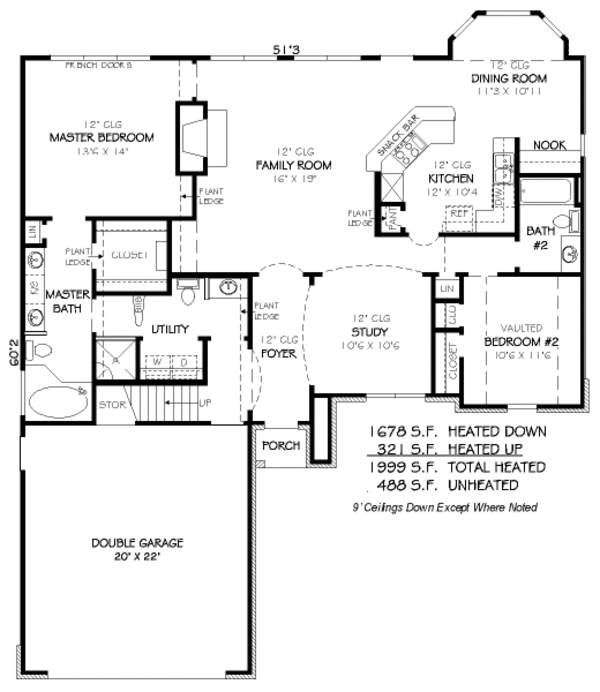 51'3
FRENCH DOORS
12" CLG
DINING ROOM
11'3 X 10'11
12" CLG
MASTER BEDROOM
13'6 X 14'
SNACK BAR
NOOK
12" CLG
FAMILY ROOM
16" X 19"
12" CLG
KITCHEN
12" X 10'4
D/W
PLANT
LEDGE
PLANT
LEDGE
PANT
REF
BATH
#2
LIN
PLANT
LEDGE
CLOSET
K/S
MASTER
BATH
LIN
BIB
UTILITY
PLANT
LEDGE
CLO
12" CLG
FOYER
12" CLG
STUDY
10'6 X 10'6
VAULTED
BEDROOM #2
10'6 X 11'6
60'2
W
D
CLOSET
STOR
UP
PORCH
1678 S.F. HEATED DOWN
321 S.F. HEATED UP
1999 S.F. TOTAL HEATED
488 S.F. UNHEATED
9' Ceilings Down Except Where Noted
DOUBLE GARAGE
20" X 22'